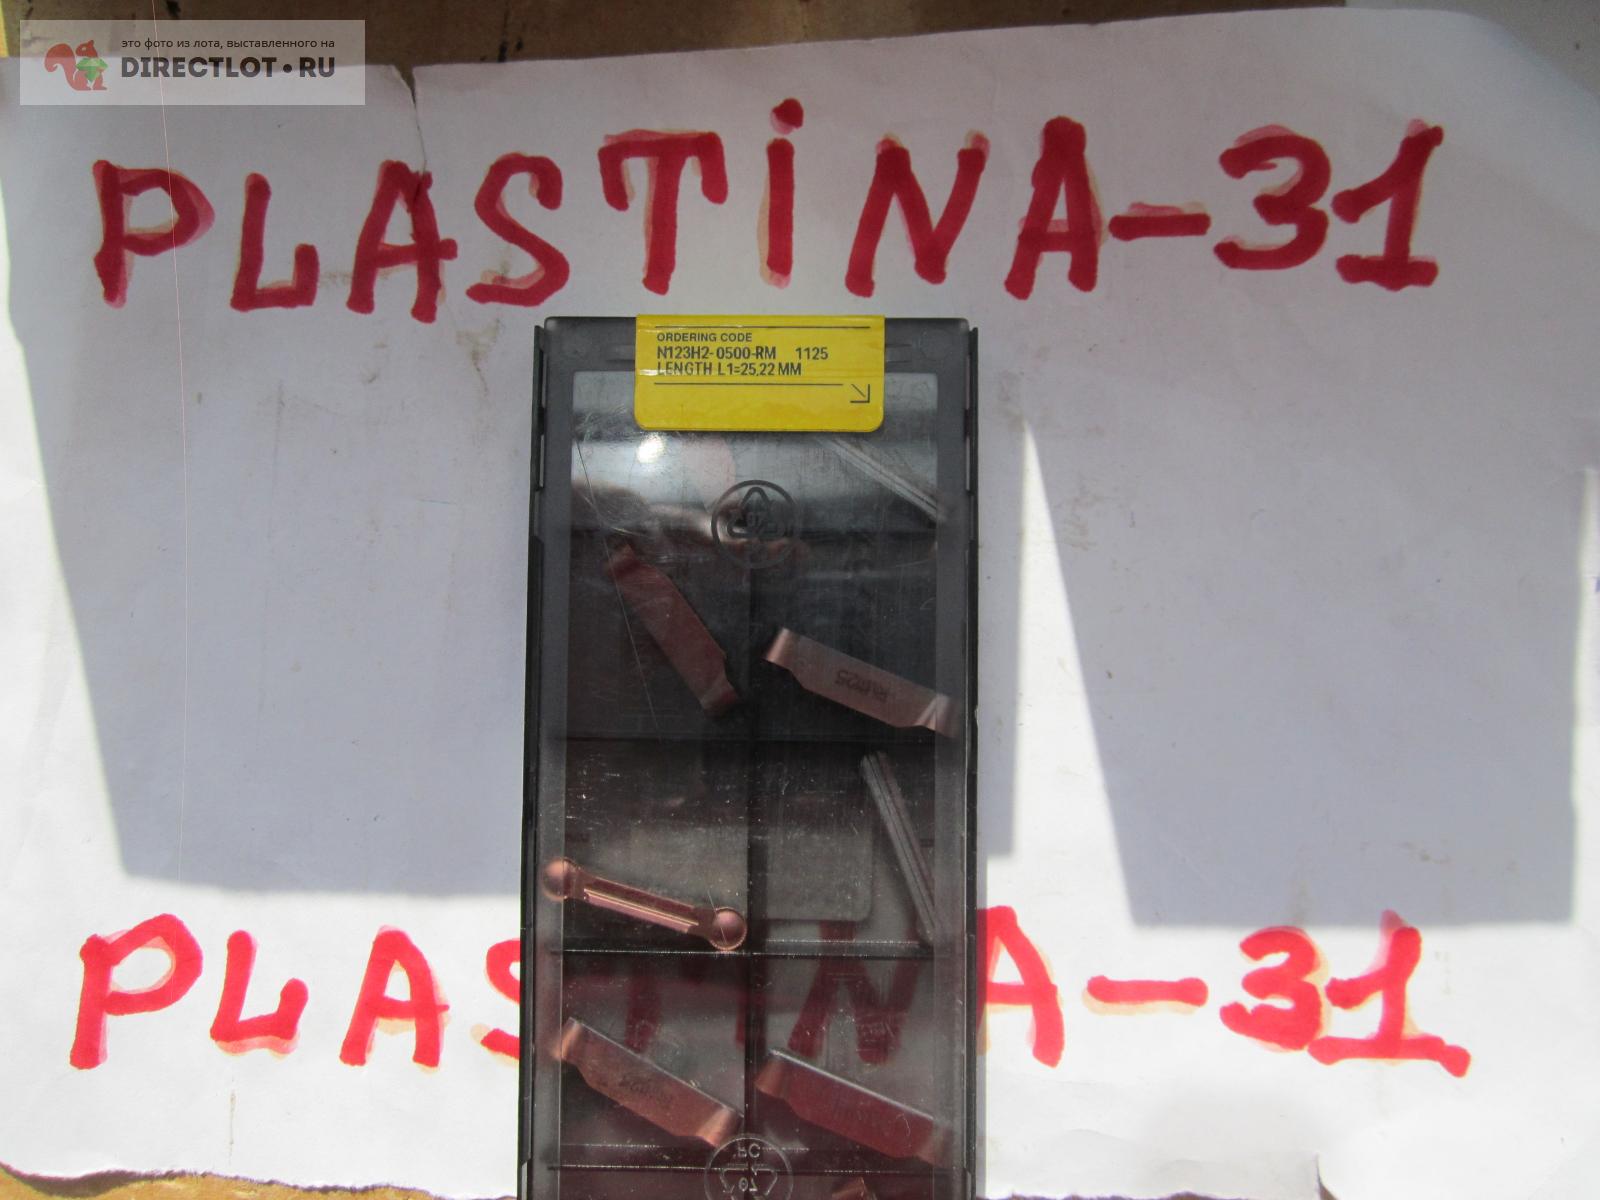 это фото из лота, выставленного на
DIRECTLOT•RU
PLASTiNA-31
ORDERING CODE
N123H2-0500-RM 1125
LENGTH L1=25,22 MM
PLASTINA-31